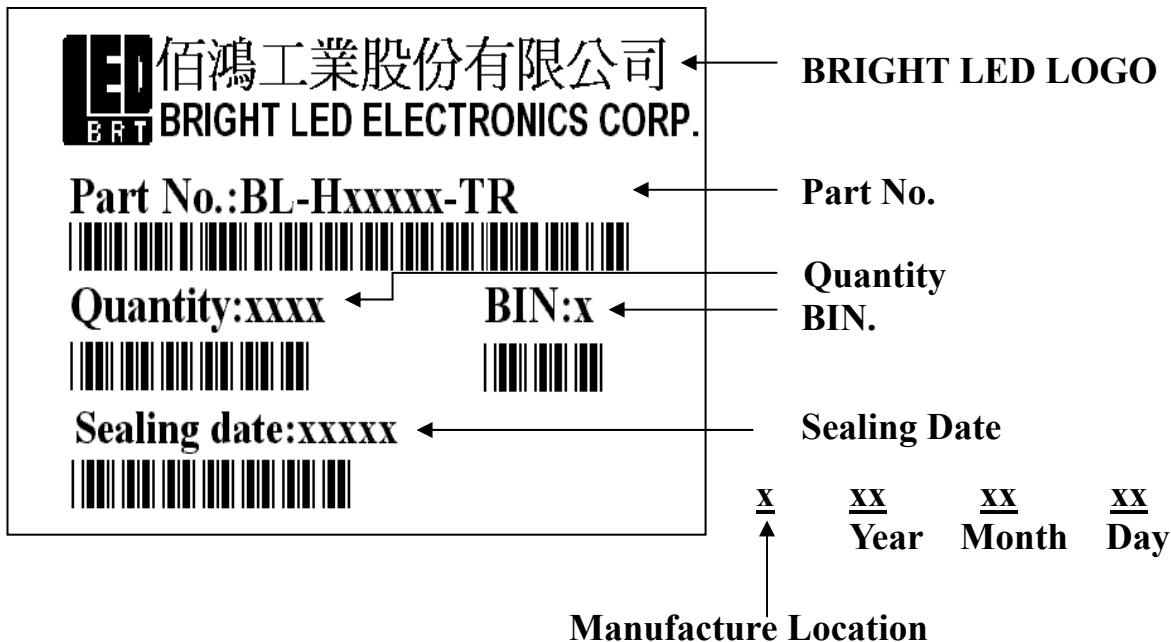 LED
BRT
佰鴻工業股份有限公司
BRIGHT LED ELECTRONICS CORP.
BRIGHT LED LOGO
Part No.:BL-Hxxxxx-TR
Part No.
Quantity:xxxx
BIN:x
Quantity
BIN.
Sealing date:xxxxx
Sealing Date
x xx xx xx
Year Month Day
Manufacture Location